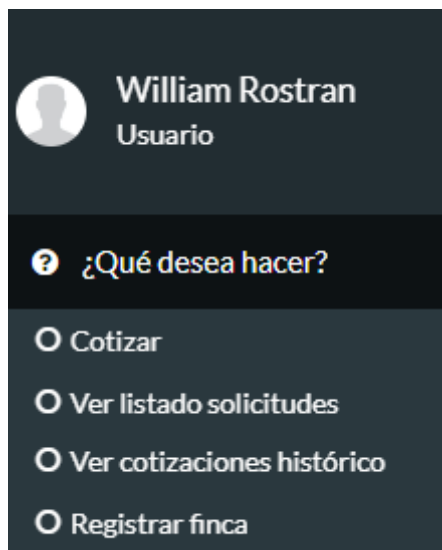 William Rostran
Usuario
¿Qué desea hacer?
Cotizar
Ver listado solicitudes
Ver cotizaciones histórico
Registrar finca